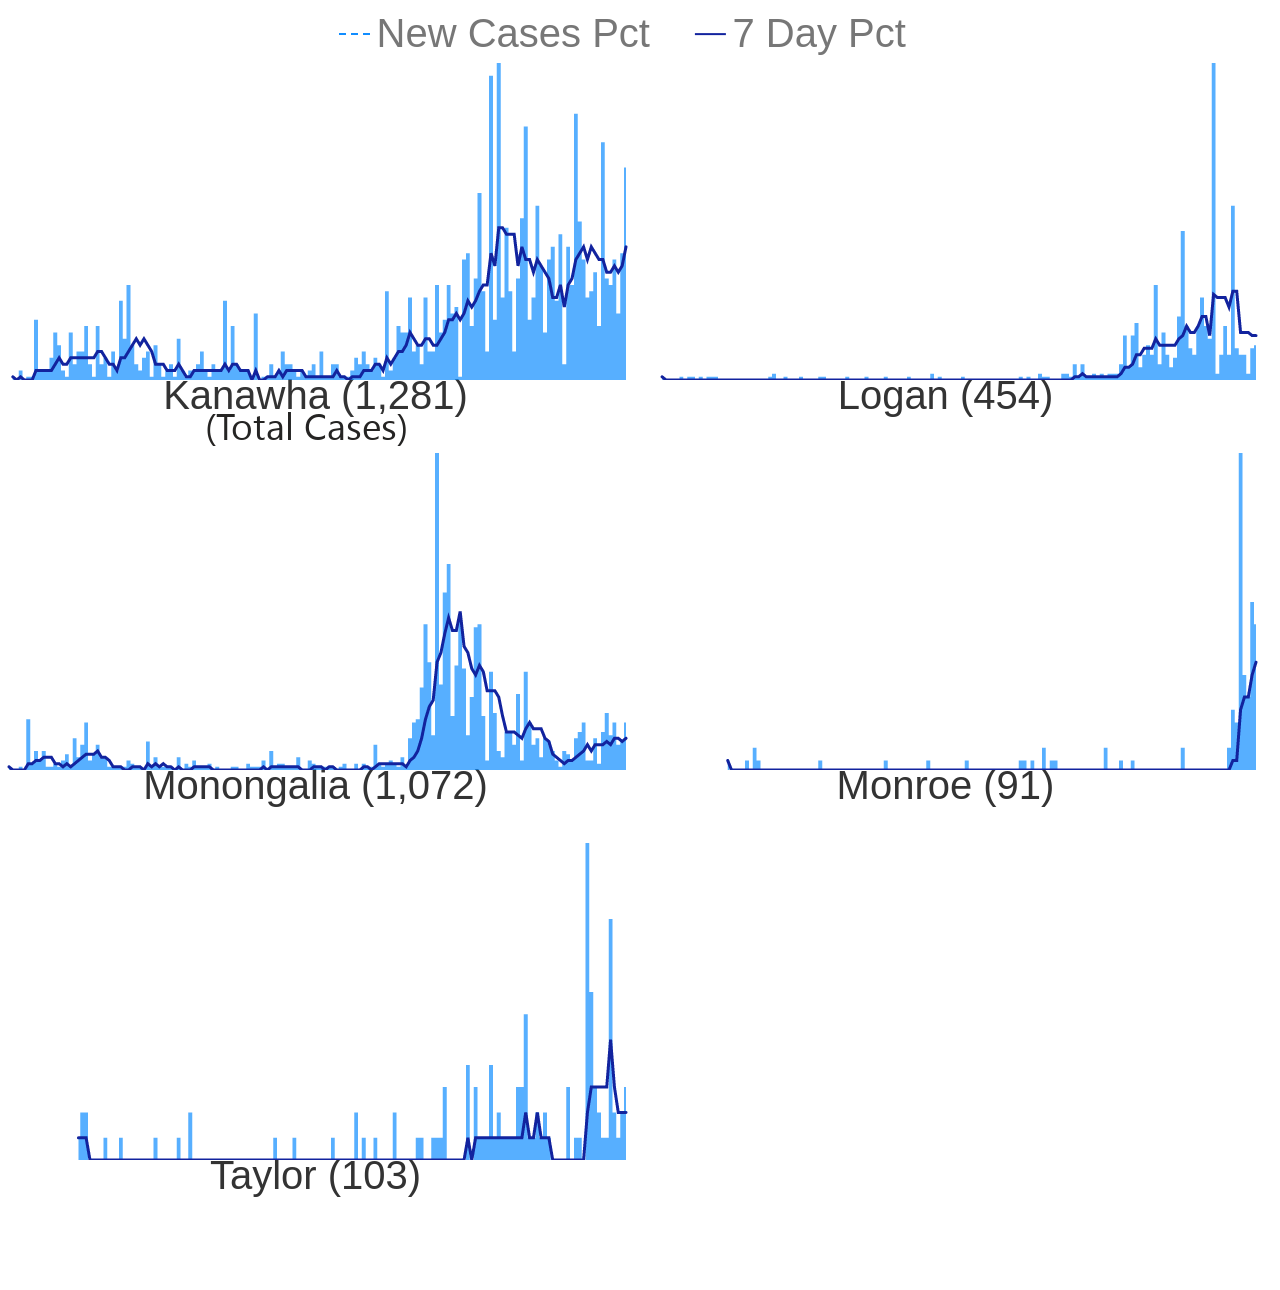 New Cases Pct 7 Day Pct
Kanawha (1,281)
(Total Cases)
Logan (454)
Monongalia (1,072)
Monroe (91)
Taylor (103)